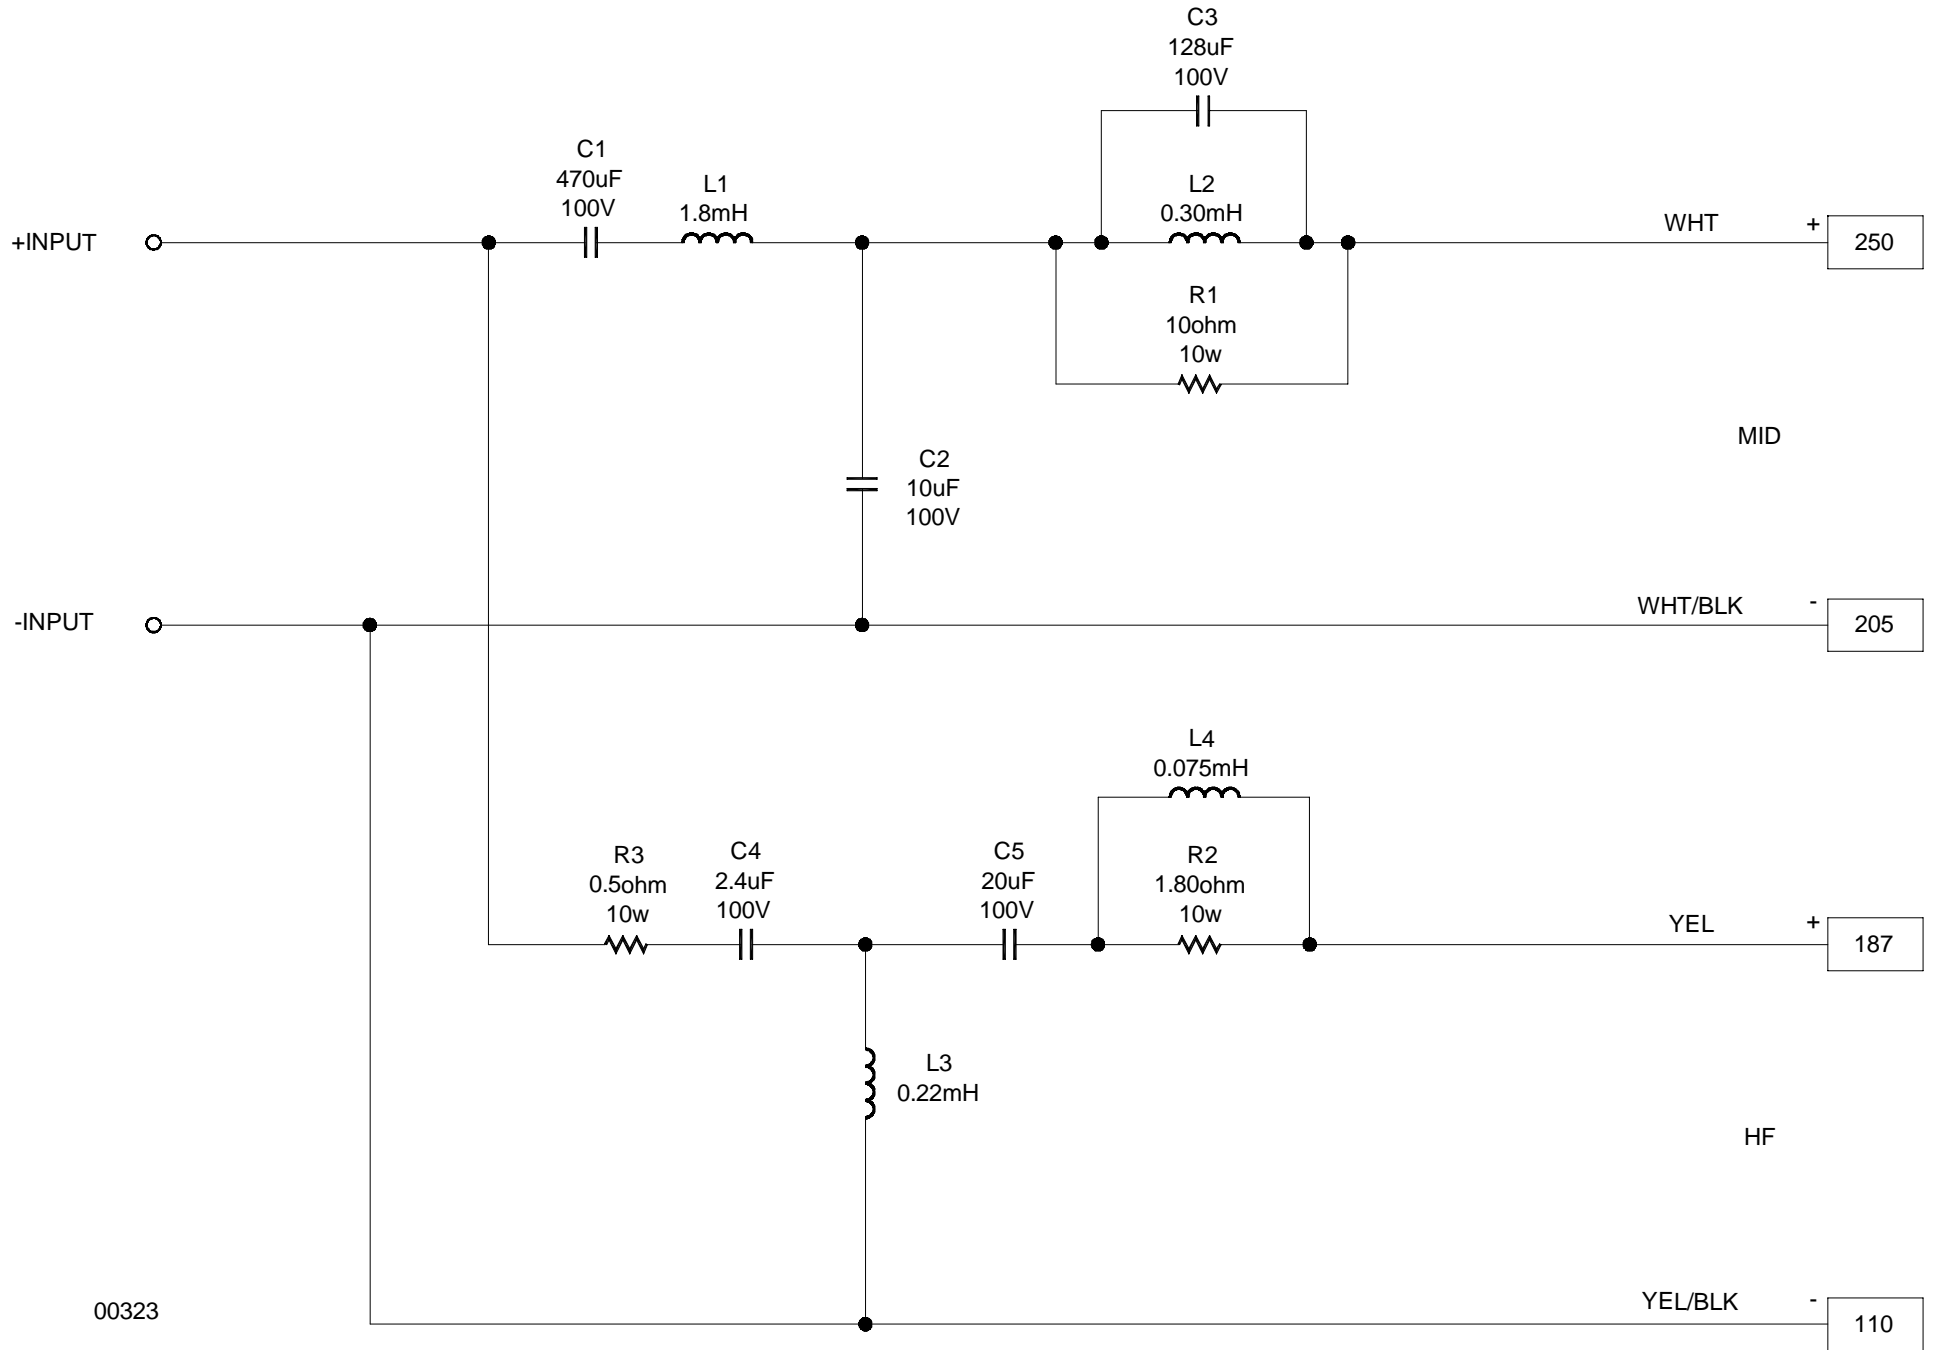 C3
128uF
100V
C1
470uF
100V
L1
1.8mH
L2
0.30mH
WHT
+
250
+INPUT
R1
10ohm
10w
MID
C2
10uF
100V
-INPUT
WHT/BLK
-
205
L4
0.075mH
R3
0.5ohm
10w
C4
2.4uF
100V
C5
20uF
100V
R2
1.80ohm
10w
YEL
+
187
L3
0.22mH
HF
00323
YEL/BLK
-
110